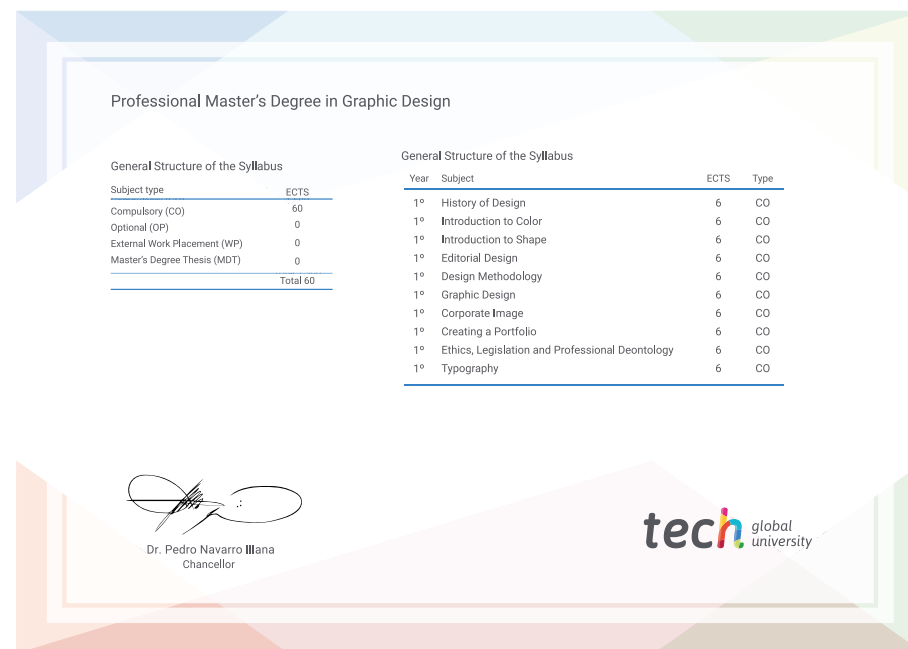 Professional Master's Degree in Graphic Design
General Structure of the Syllabus
Subject type ECTS
Compulsory (CO) 60
Optional (OP) 0
External Work Placement (WP) 0
Master's Degree Thesis (MDT) 0
Total 60
General Structure of the Syllabus
Year Subject ECTS Type
1º History of Design 6 CO
1º Introduction to Color 6 CO
1º Introduction to Shape 6 CO
1º Editorial Design 6 CO
1º Design Methodology 6 CO
1º Graphic Design 6 CO
1º Corporate Image 6 CO
1º Creating a Portfolio 6 CO
1º Ethics, Legislation and Professional Deontology 6 CO
1º Typography 6 CO
Dr. Pedro Navarro Illana
Chancellor
tech global
university